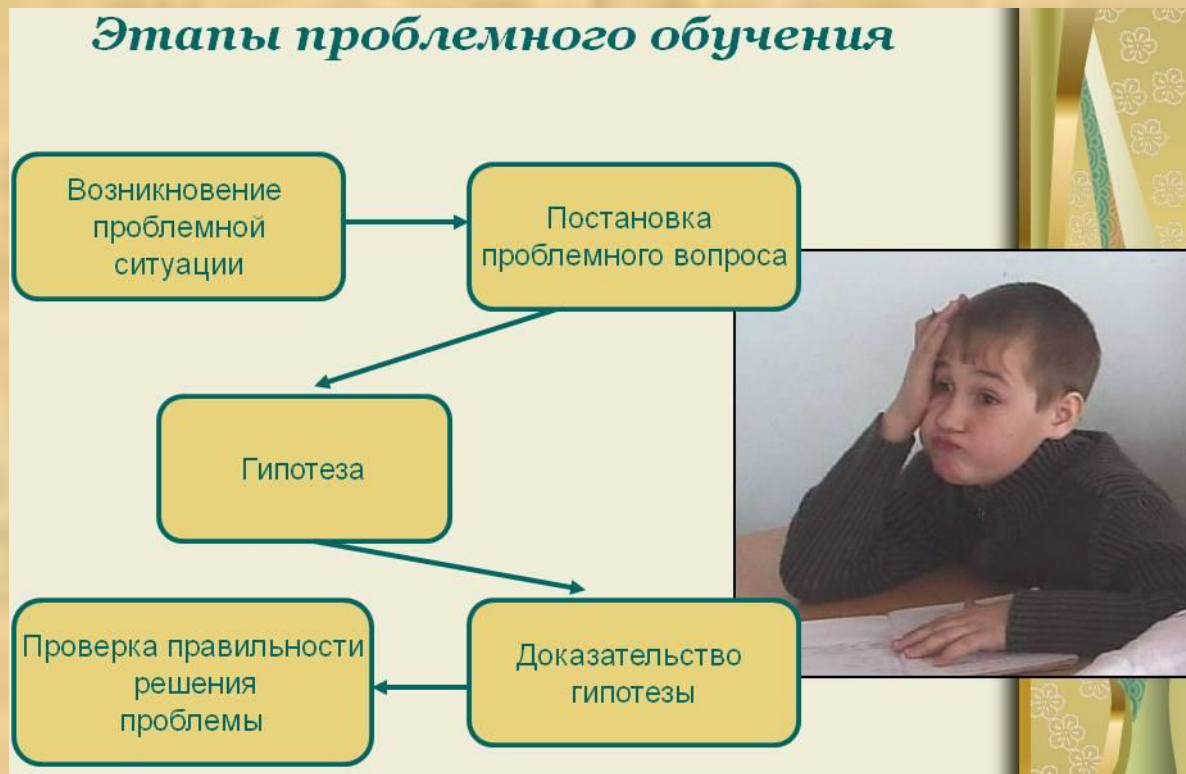 Этапы проблемного обучения
Возникновение
проблемной
ситуации
Постановка
проблемного вопроса
Гипотеза
Доказательство
гипотезы
Проверка правильности
решения
проблемы